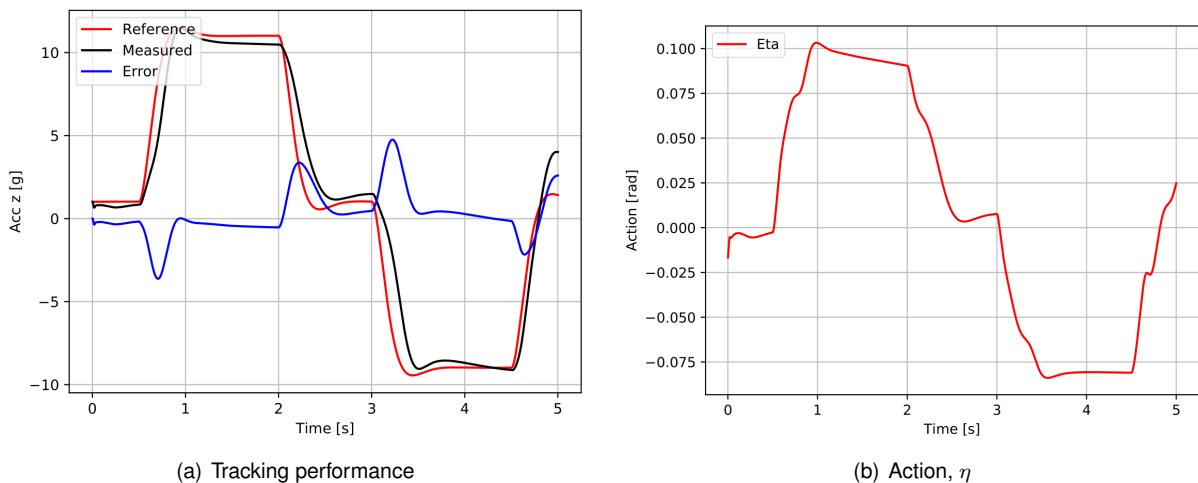 Reference
Measured
Error
Acc z [g]
10
5
0
−5
−10
0 1 2 3 4 5
Time [s]
(a) Tracking performance
Eta
Action [rad]
0.100
0.075
0.050
0.025
0.000
−0.025
−0.050
−0.075
0 1 2 3 4 5
Time [s]
(b) Action, η